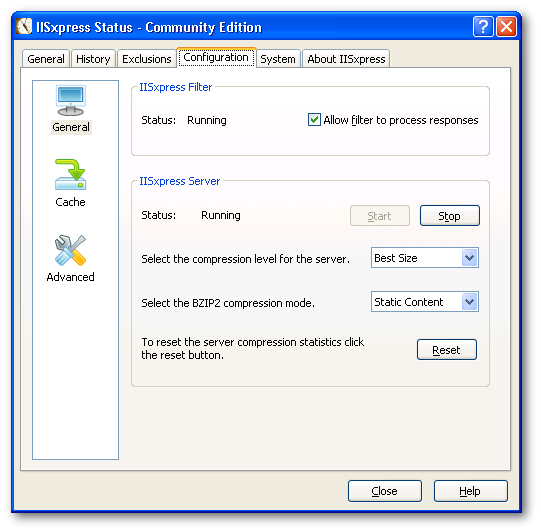 IISxpress Status - Community Edition
General History Exclusions Configuration System About IISxpress
General
Cache
Advanced
IISxpress Filter
Status: Running Allow filter to process responses
IISxpress Server
Status: Running Start Stop
Select the compression level for the server. Best Size
Select the BZIP2 compression mode. Static Content
To reset the server compression statistics click
the reset button.
Reset
Close Help